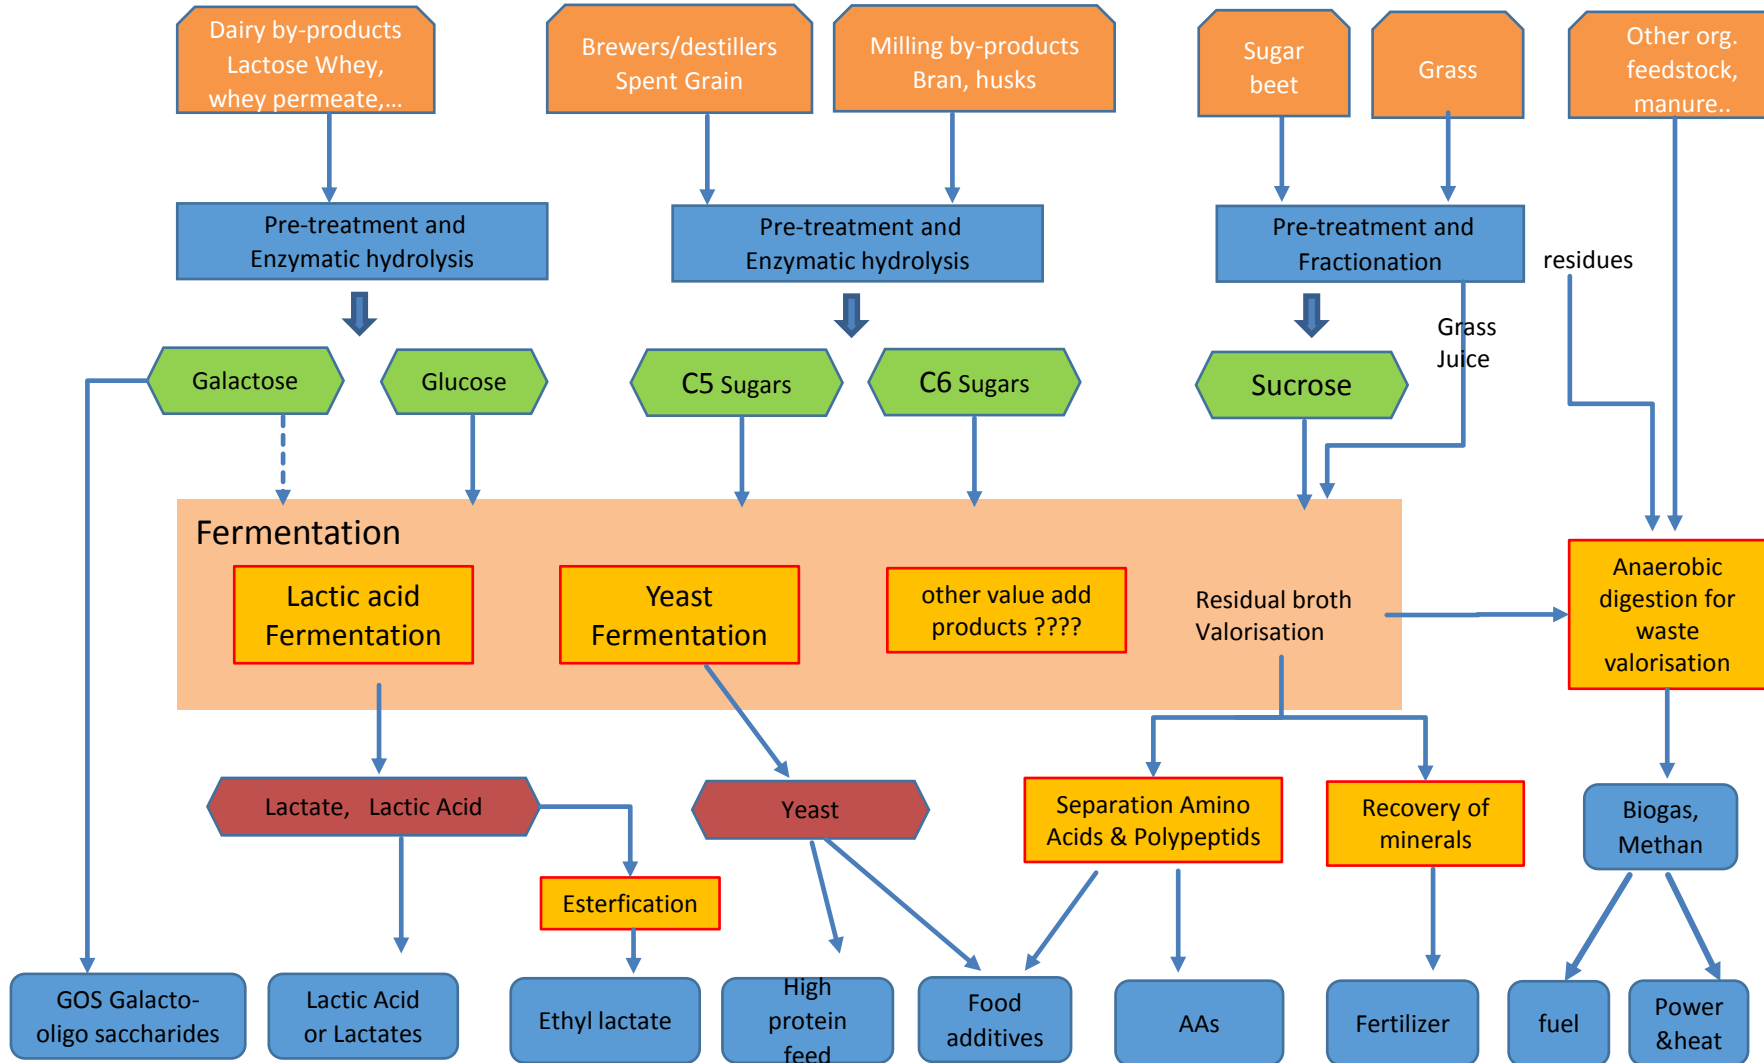 Dairy by-products
Lactose Whey,
whey permeate,...
Brewers/destillers
Spent Grain
Milling by-products
Bran, husks
Sugar
beet
Grass
Other org.
feedstock,
manure..
Pre-treatment and
Enzymatic hydrolysis
Pre-treatment and
Enzymatic hydrolysis
Pre-treatment and
Fractionation
residues
Grass
Juice
Galactose
Glucose
C5 Sugars
C6 Sugars
Sucrose
Fermentation
Lactic acid
Fermentation
Yeast
Fermentation
other value add
products ????
Residual broth
Valorisation
Anaerobic
digestion for
waste
valorisation
Lactate, Lactic Acid
Yeast
Separation Amino
Acids & Polypeptids
Recovery of
minerals
Biogas,
Methan
Esterfication
GOS Galacto-
oligo saccharides
Lactic Acid
or Lactates
Ethyl lactate
High
protein
feed
Food
additives
AAs
Fertilizer
fuel
Power
&heat